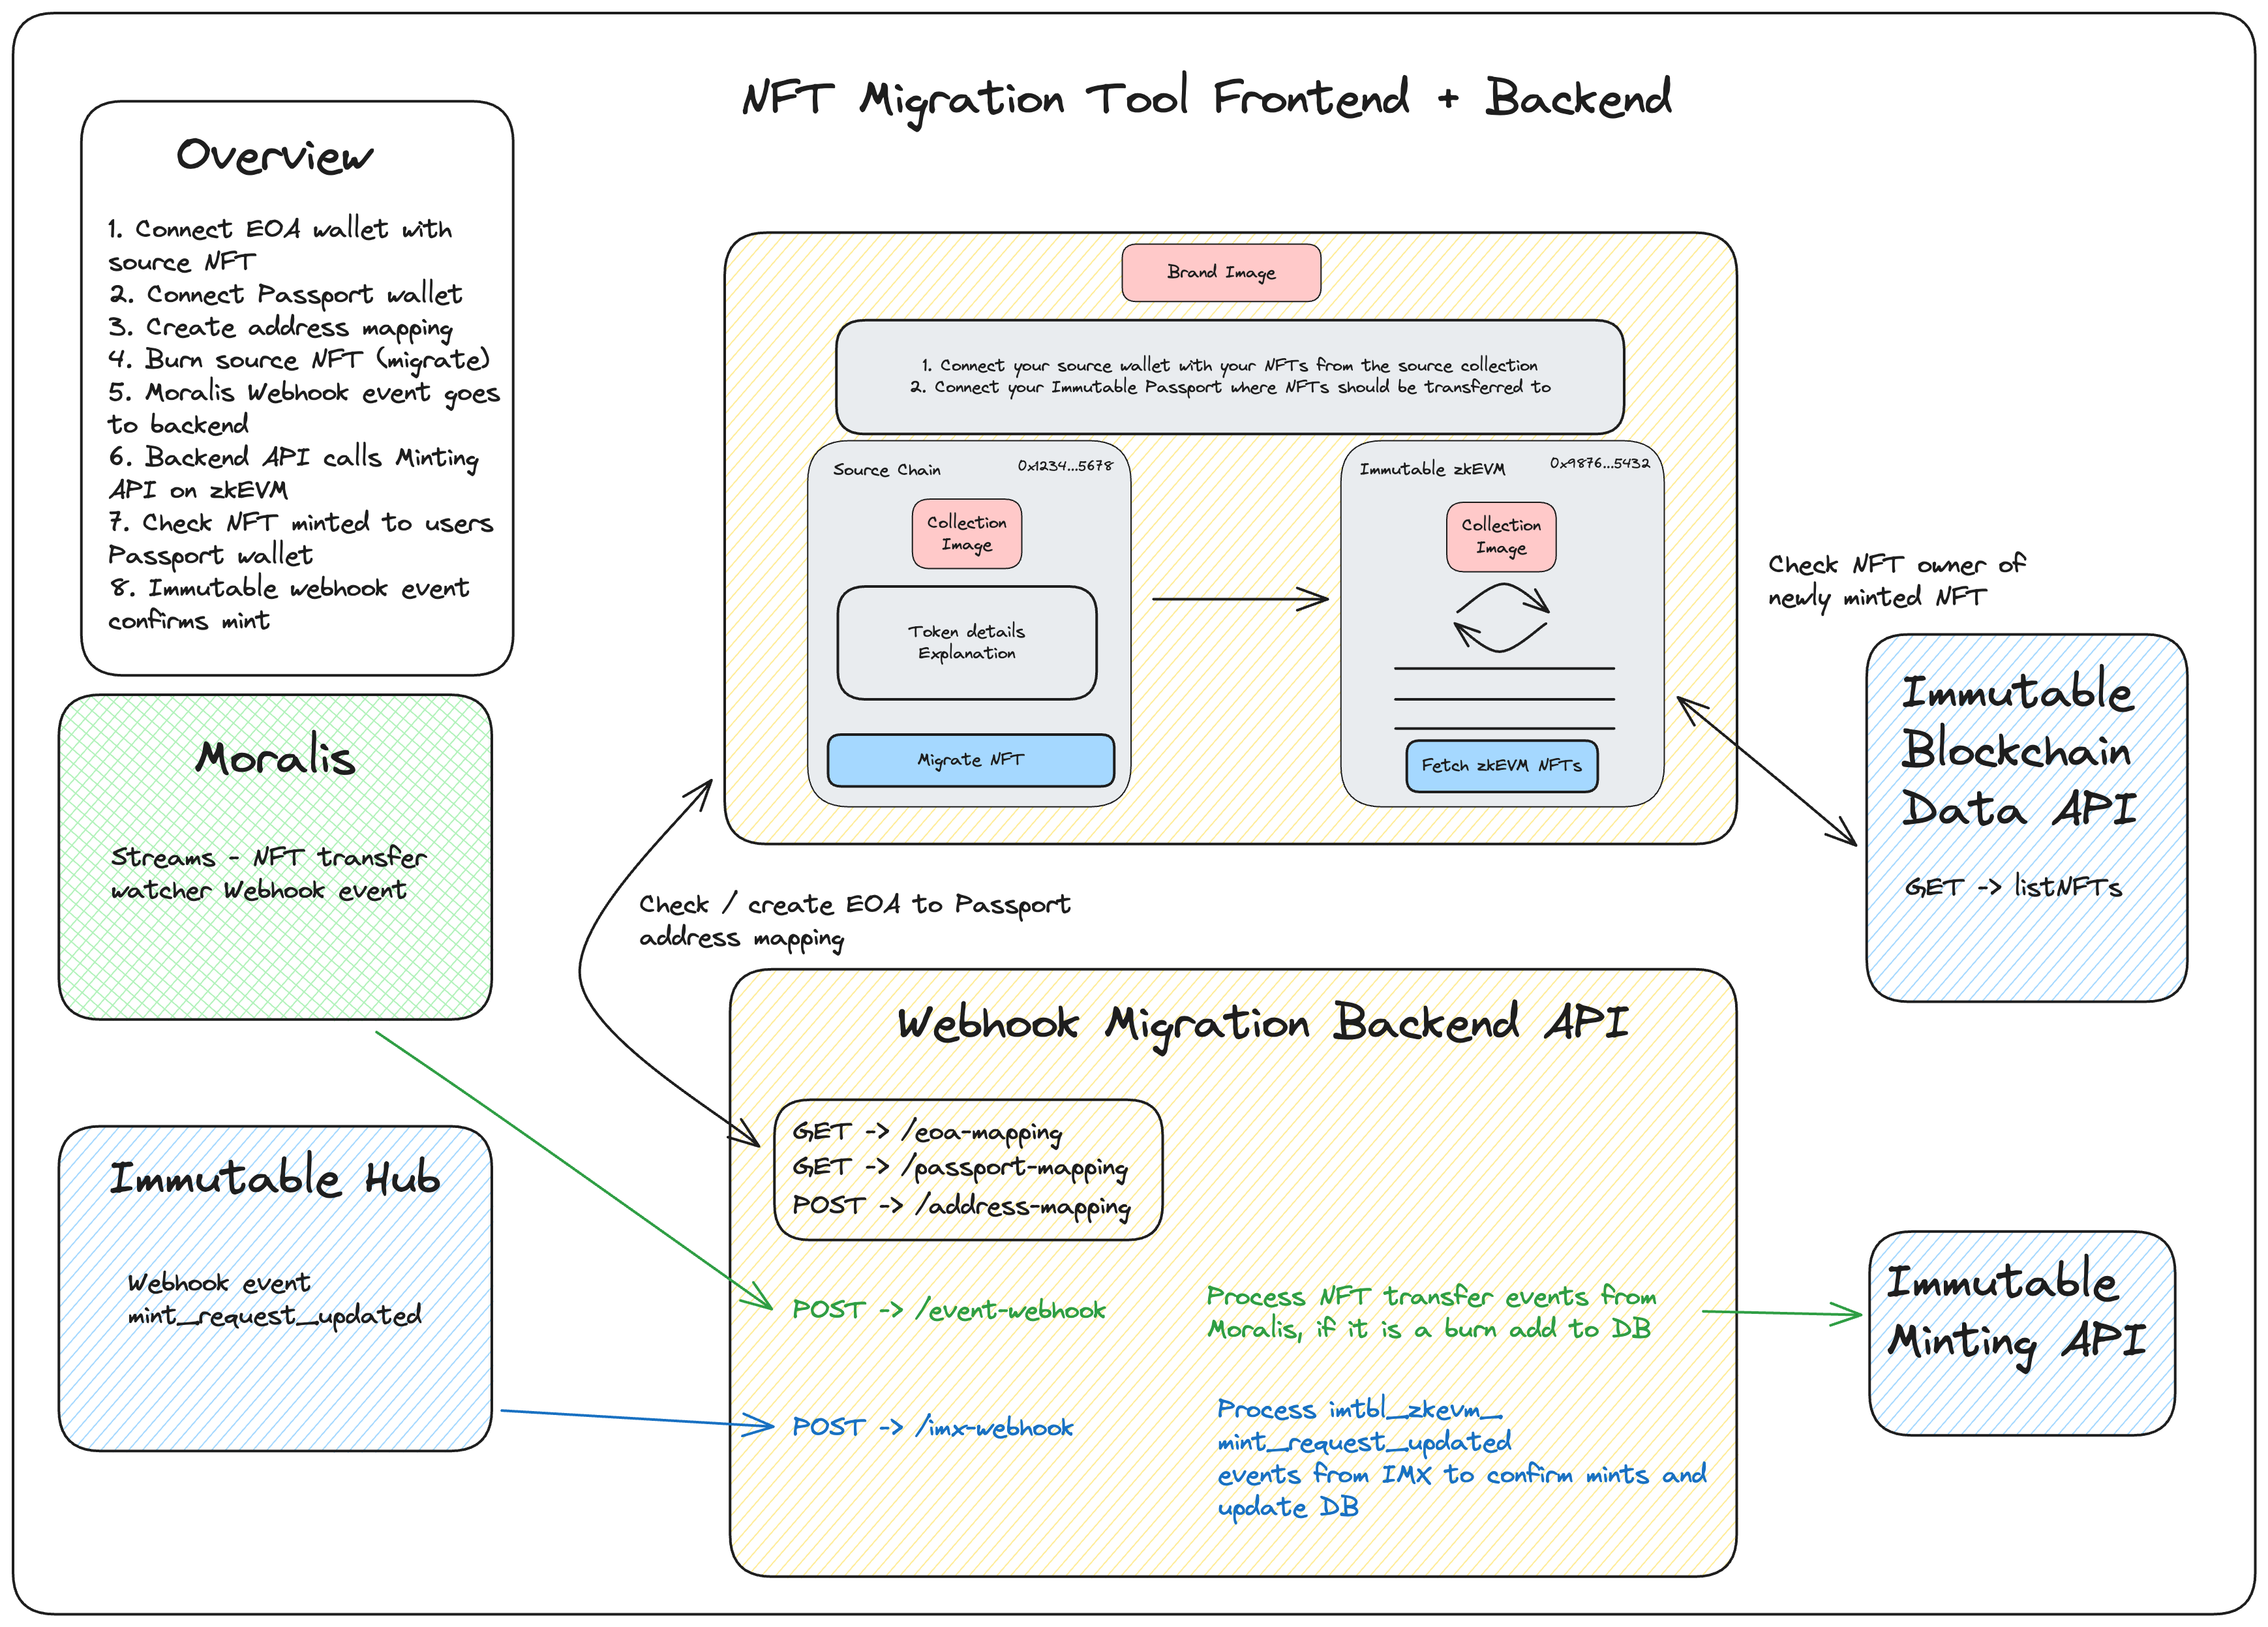 NFT Migration Tool Frontend + Backend
Overview
1. Connect EOA wallet with
source NFT
2. Connect Passport wallet
3. Create address mapping
4. Burn source NFT (migrate)
5. Moralis Webhook event goes
to backend
6. Backend API calls Minting
API on zkEVM
7. Check NFT minted to users
Passport wallet
8. Immutable webhook event
confirms mint
Brand Image
1. Connect your source wallet with your NFTs from the source collection
2. Connect your Immutable Passport where NFTs should be transferred to
Source Chain
0x1234...5678
Collection
Image
Token details
Explanation
Migrate NFT
Immutable zkEVM
0x9876...5432
Collection
Image
Fetch zkEVM NFTs
Check NFT owner of
newly minted NFT
Immutable
Blockchain
Data API
GET -> listNFTs
Moralis
Streams - NFT transfer
watcher Webhook event
Check / create EOA to Passport
address mapping
Webhook Migration Backend API
GET -> /eoa-mapping
GET -> /passport-mapping
POST -> /address-mapping
Immutable Hub
Webhook event
mint_request_updated
POST -> /event-webhook
Process NFT transfer events from
Moralis, if it is a burn add to DB
Immutable
Minting API
POST -> /imx-webhook
Process imtbl_zkevm_
mint_request_updated
events from IMX to confirm mints and
update DB